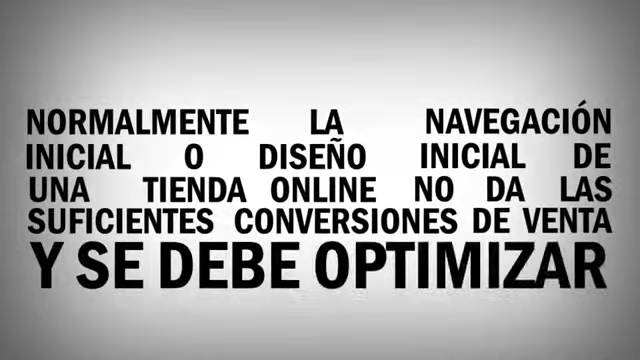 NORMALMENTE LA NAVEGACIÓN
INICIAL O DISEÑO INICIAL DE
UNA TIENDA ONLINE NO DA LAS
SUFICIENTES CONVERSIONES DE VENTA
Y SE DEBE OPTIMIZAR